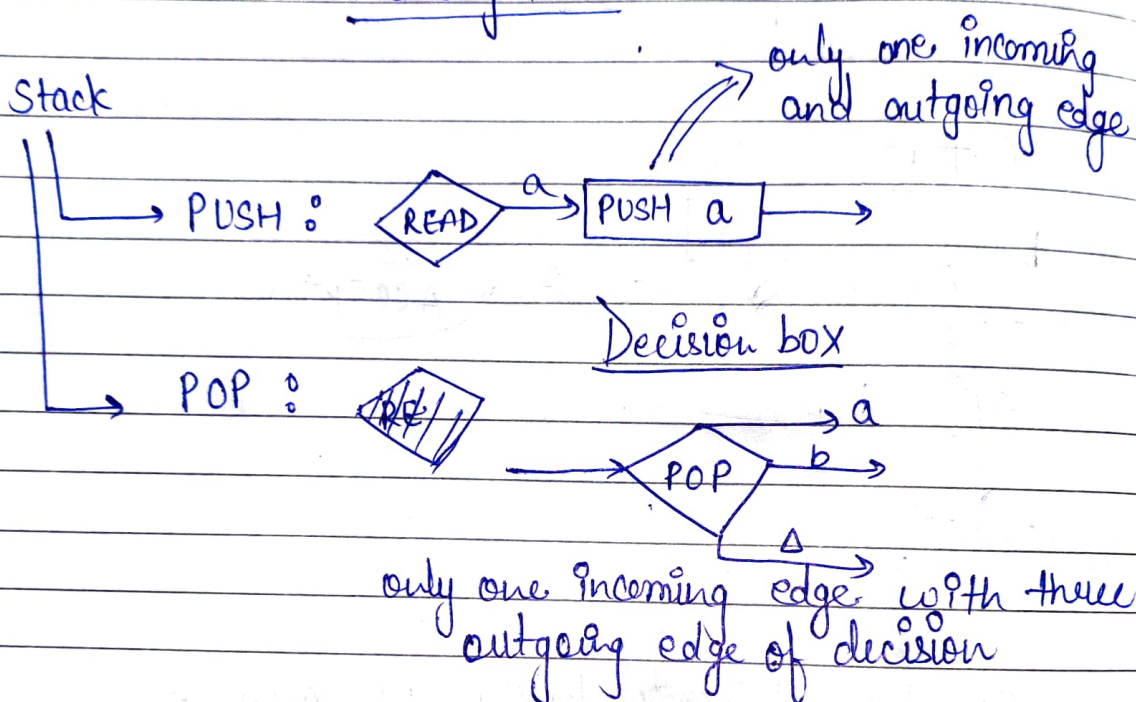 only one incoming
and outgoing edge
Stack
PUSH :
READ
a
PUSH a
Decision box
POP :
a
b
POP
Δ
only one incoming edge with three
outgoing edge of decision